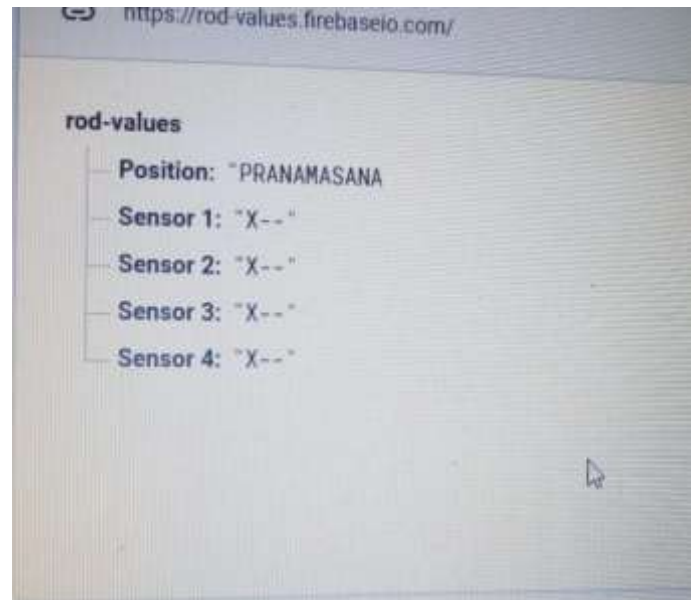 https://rod-values.firebaseio.com/
rod-values
Position: "PRANAMASANA
Sensor 1: "X--"
Sensor 2: "X--"
Sensor 3: "X--"
Sensor 4: "X--"